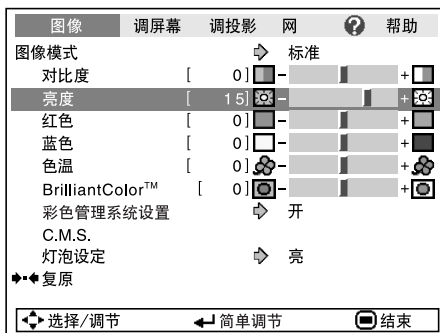 图像 调屏幕 调投影 网 ? 帮助
图像模式 标准
对比度 [ 0] - +
亮度 [ 15] - +
红色 [ 0] - +
蓝色 [ 0] - +
色温 [ 0] - +
BrilliantColor™ [ 0] - +
彩色管理系统设置 开
C.M.S.
灯泡设定 亮
复原
选择/调节 简单调节 结束